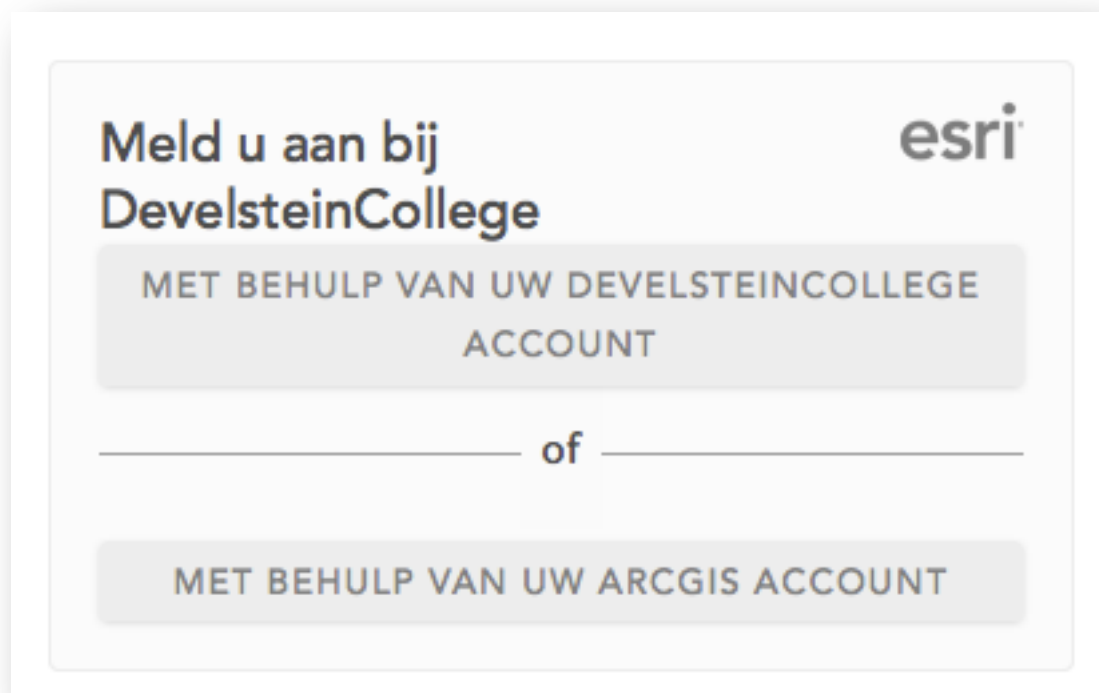 Meld u aan bij
esri
DevelsteinCollege
MET BEHULP VAN UW DEVELSTEINCOLLEGE
ACCOUNT
of
MET BEHULP VAN UW ARCGIS ACCOUNT